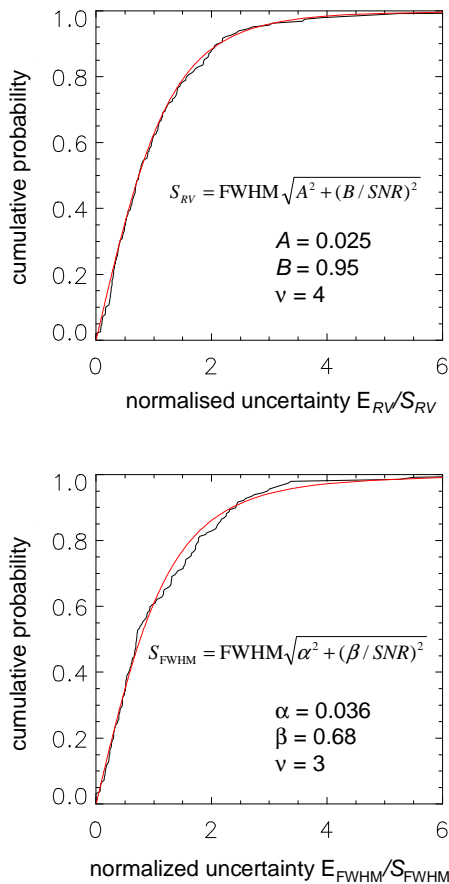 1.0
0.8
0.6
0.4
0.2
0.0
cumulative probability
S_RV = FWHM√A² + (B / SNR)²
A = 0.025
B = 0.95
ν = 4
0 2 4 6
normalised uncertainty E_RV/S_RV
1.0
0.8
0.6
0.4
0.2
0.0
cumulative probability
S_FWHM = FWHM√α² + (β / SNR)²
α = 0.036
β = 0.68
ν = 3
0 2 4 6
normalized uncertainty E_FWHM/S_FWHM